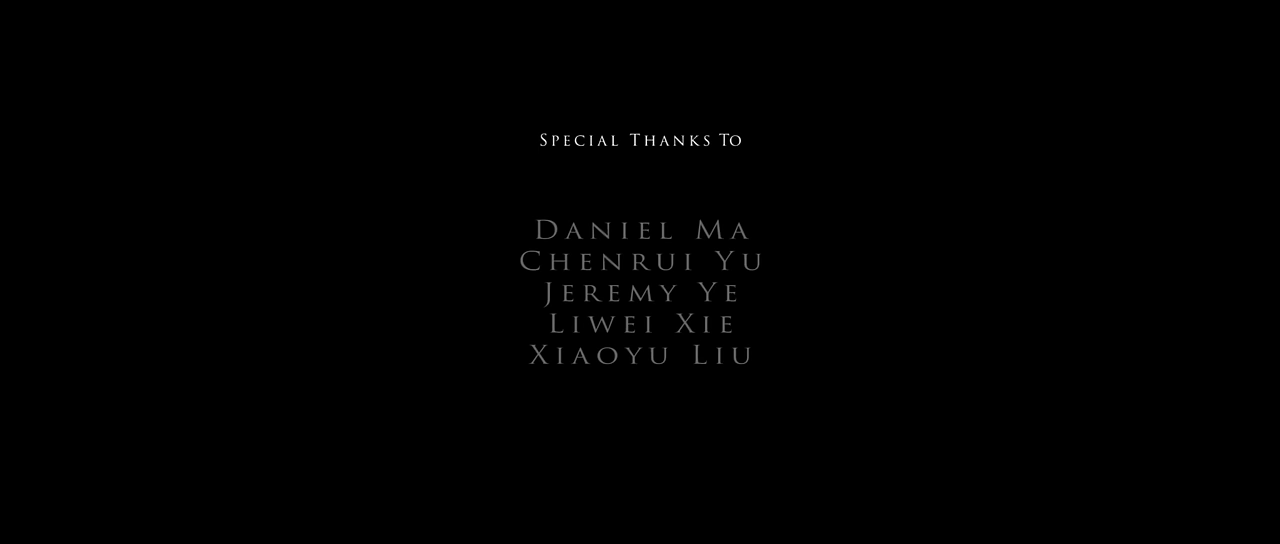 Special Thanks To
Daniel Ma
Chenrui Yu
Jeremy Ye
Liwei Xie
Xiaoyu Liu